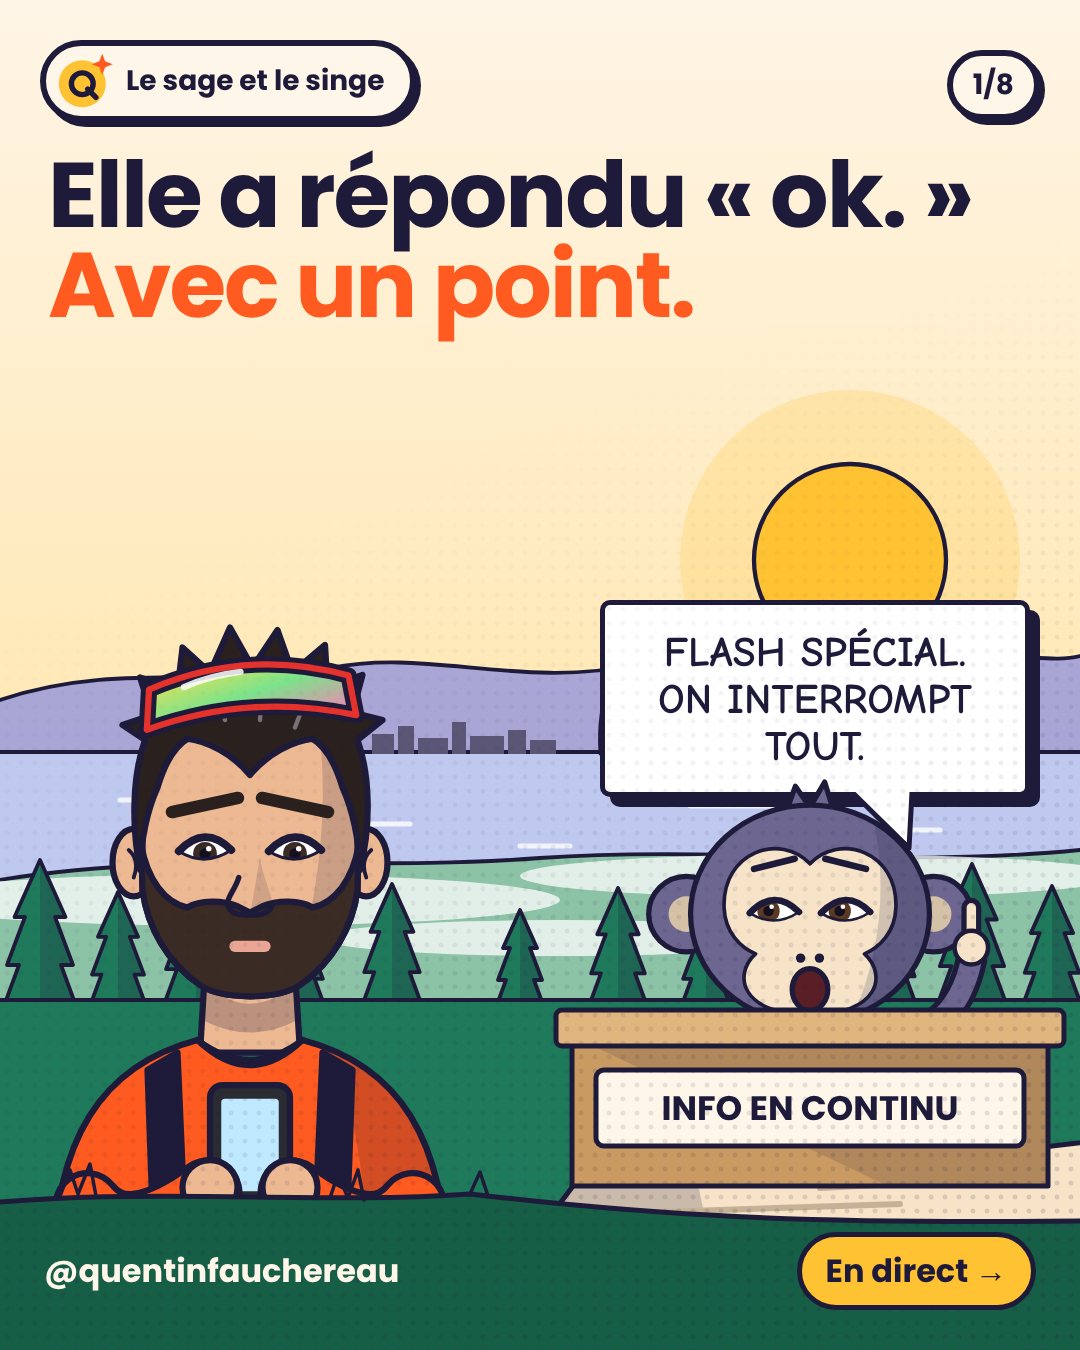 Q
Le sage et le singe
1/8
Elle a répondu « ok. »
Avec un point.
FLASH SPÉCIAL.
ON INTERROMPT
TOUT.
INFO EN CONTINU
@quentinfauchereau
En direct →